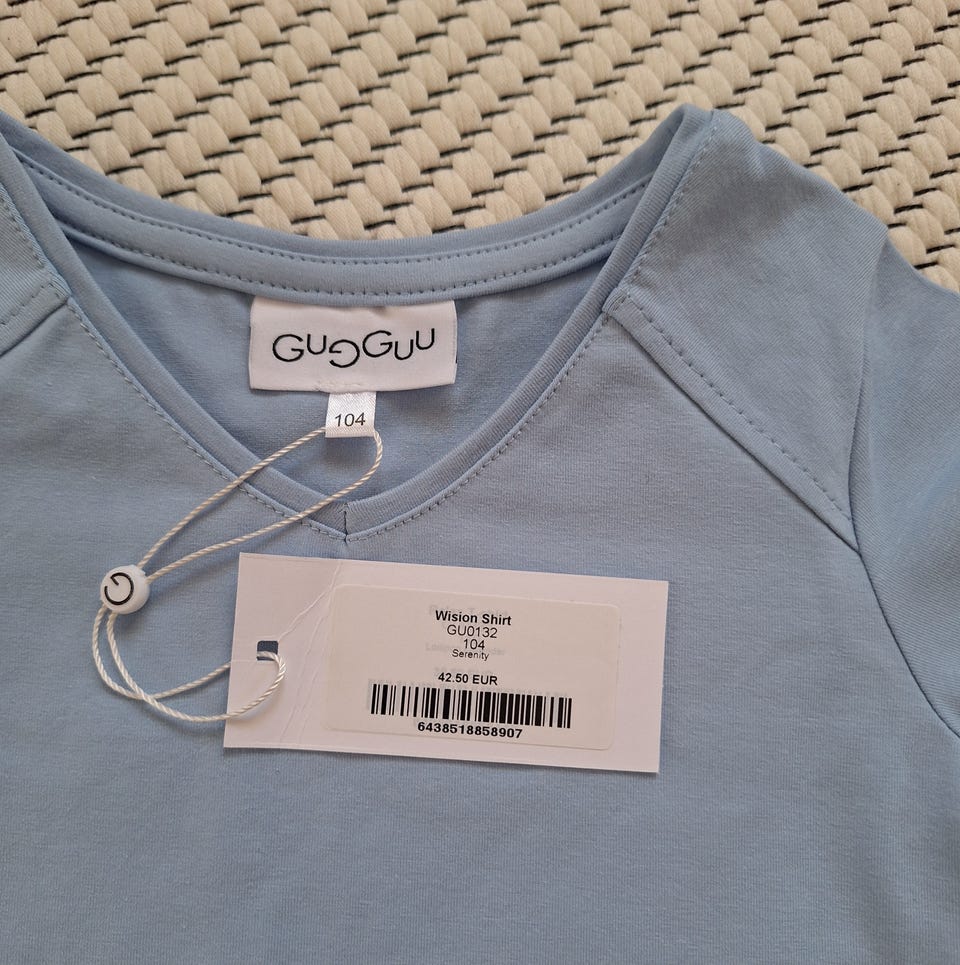 GUGGUU
104
G
Wision Shirt
GU0132
104
Serenity
42.50 EUR
6438518858907